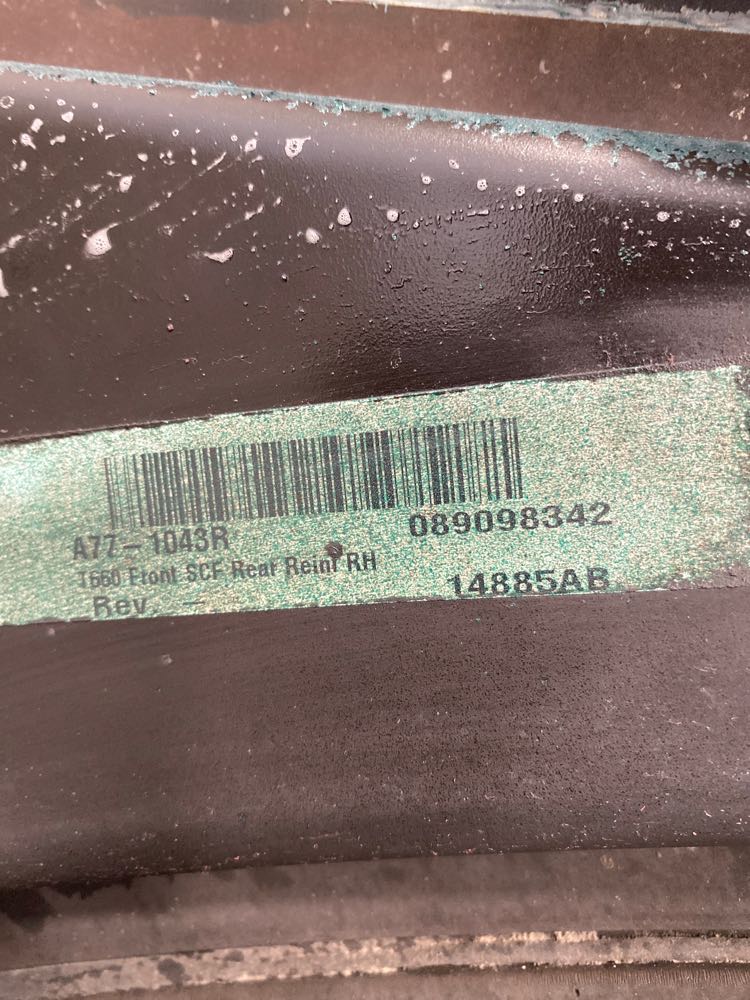 A77-1043R 089098342
T660 Front SCF Rear Reinf RH
Rev. - 14885AB